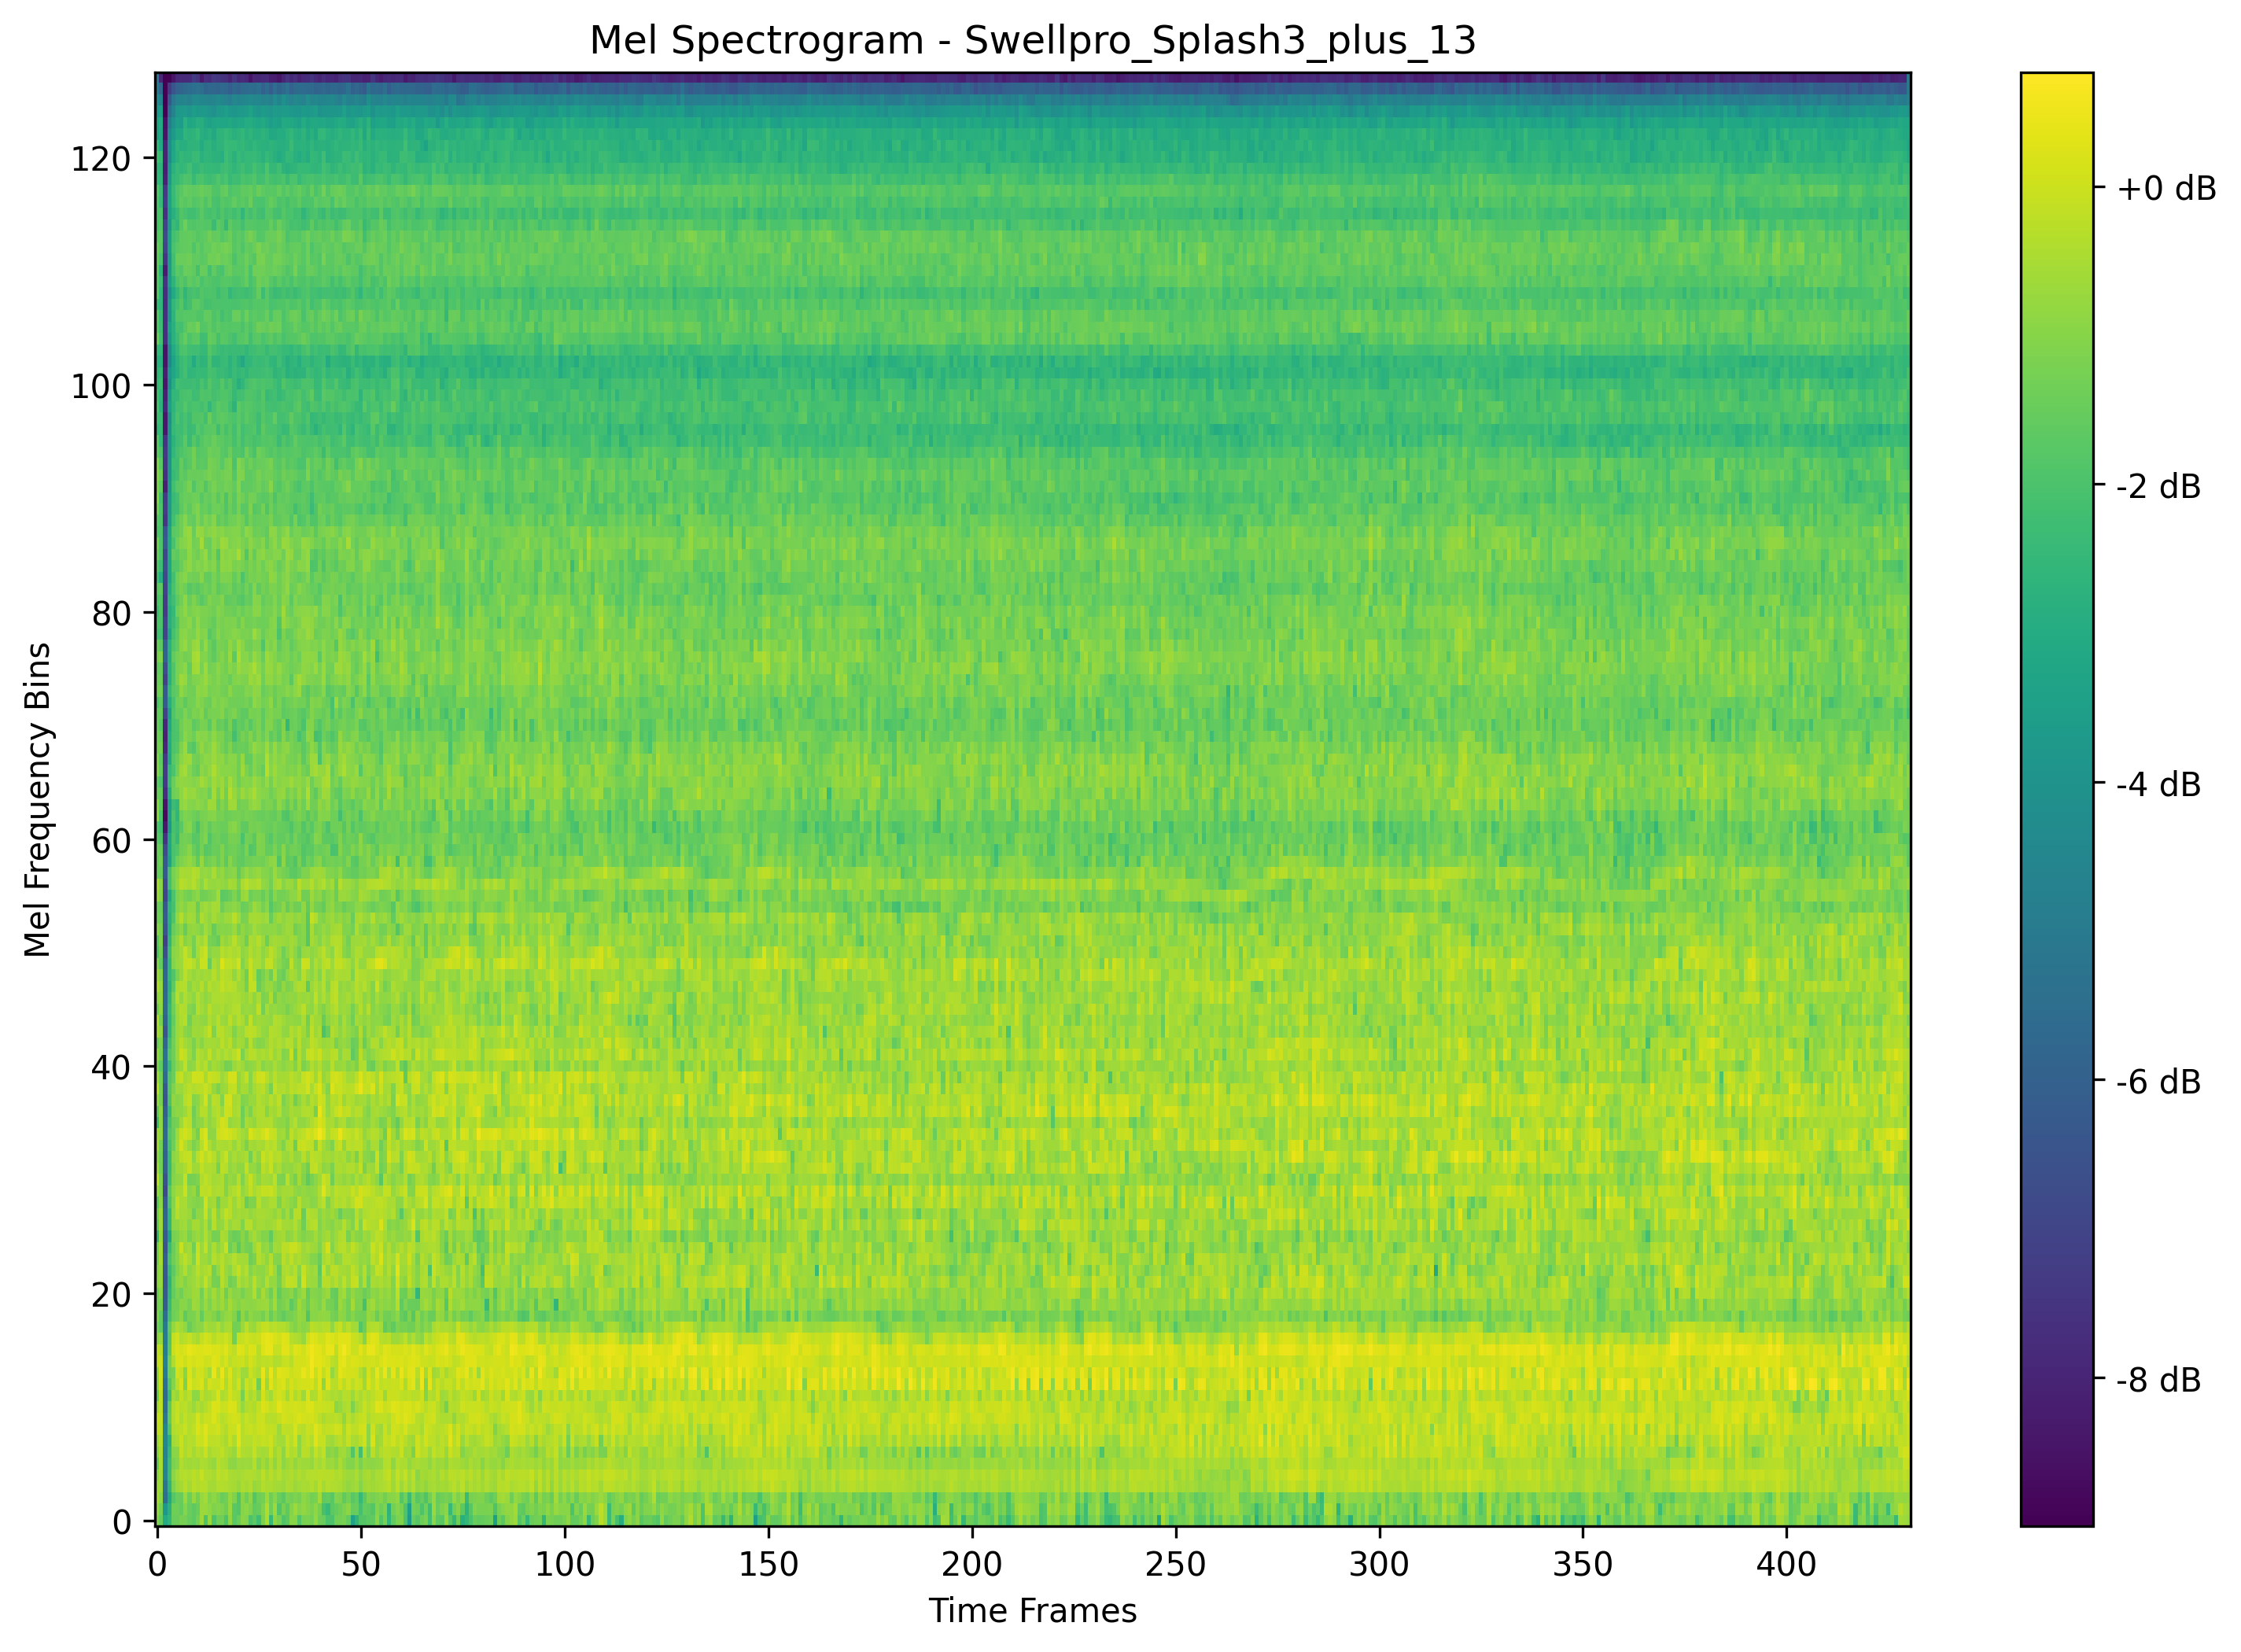 Mel Spectrogram - Swellpro_Splash3_plus_13
Mel Frequency Bins
120
100
80
60
40
20
0
0 50 100 150 200 250 300 350 400
Time Frames
+0 dB
-2 dB
-4 dB
-6 dB
-8 dB